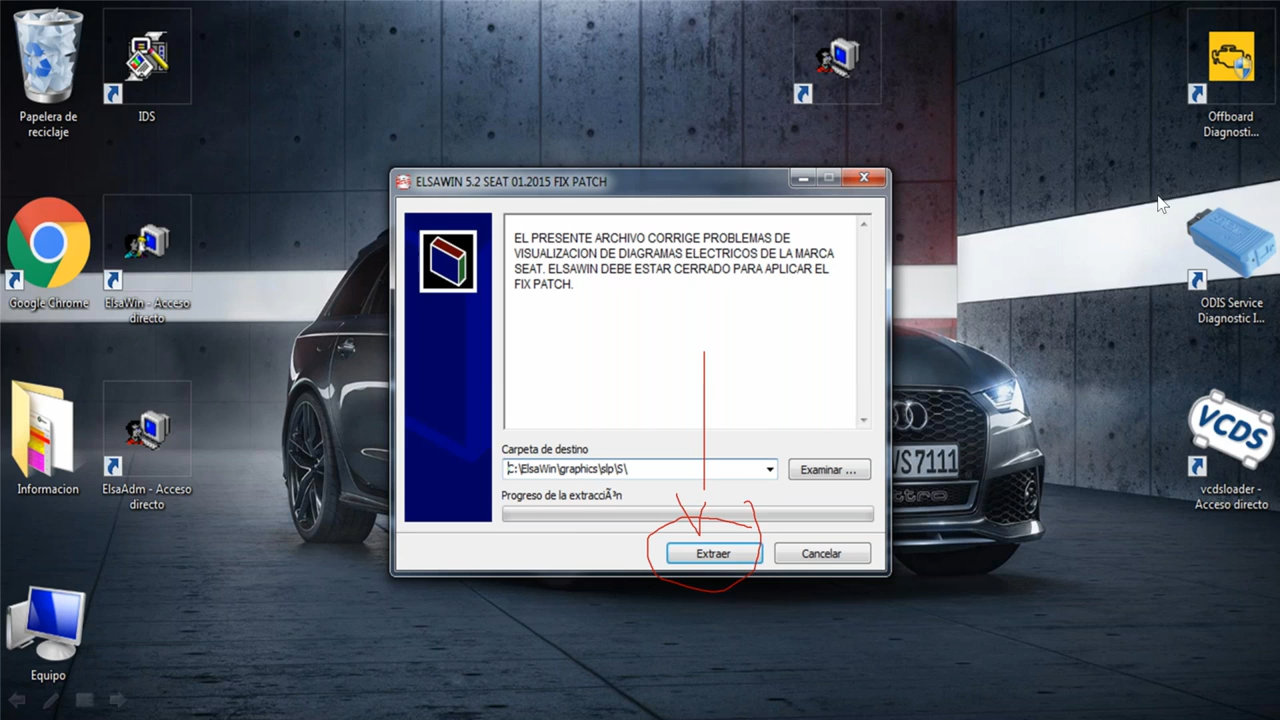 Papelera de
reciclaje
IDS
Offboard
Diagnosti...
ELSAWIN 5.2 SEAT 01.2015 FIX PATCH
EL PRESENTE ARCHIVO CORRIGE PROBLEMAS DE
VISUALIZACION DE DIAGRAMAS ELECTRICOS DE LA MARCA
SEAT. ELSAWIN DEBE ESTAR CERRADO PARA APLICAR EL
FIX PATCH.
Google Chrome
ElsaWin - Acceso
directo
ODIS Service
Diagnostic I...
Carpeta de destino
C:\ElsaWin\graphics\slp\S\
Examinar ...
Progreso de la extracciÃ³n
Extraer
Cancelar
VS7111
quattro
Informacion
ElsaAdm - Acceso
directo
VCDS
vcdsloader -
Acceso directo
Equipo